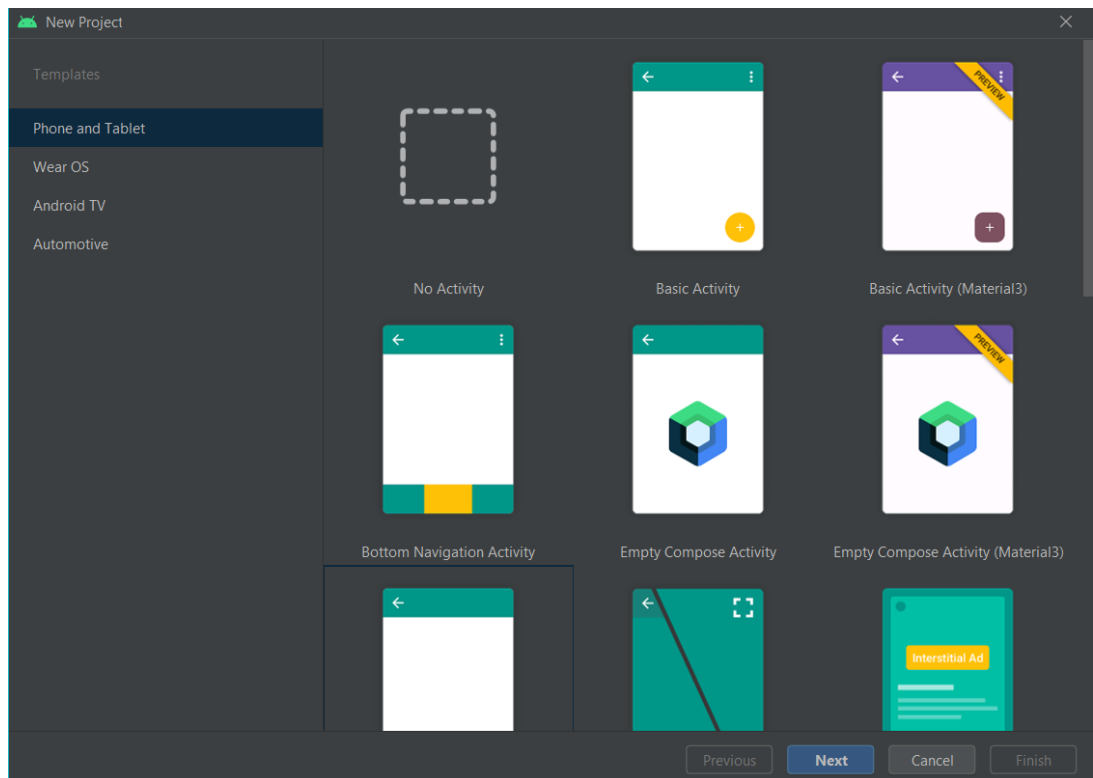 New Project
Templates
Phone and Tablet
Wear OS
Android TV
Automotive
PREVIEW
No Activity
Basic Activity
Basic Activity (Material3)
PREVIEW
Bottom Navigation Activity
Empty Compose Activity
Empty Compose Activity (Material3)
Interstitial Ad
Previous
Next
Cancel
Finish